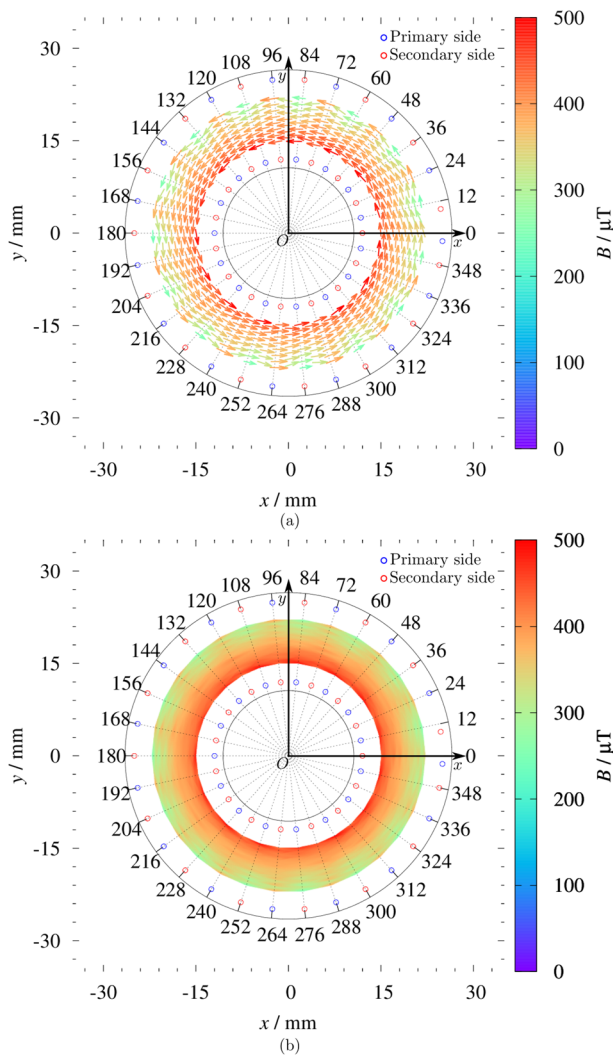 500
35
Primary side
Secondary side
96 84
108 72
y
120 60
132 48
400
144 36
15
156 24
168 12
300
y / mm
0
180
O
x
0
B / μT
192 348
200
204 336
-15
216 324
228 312
240 300
100
252 288
264 276
-35
0
-30 -15 0 15 30
x / mm
(a)
500
35
Primary side
Secondary side
96 84
108 72
y
120 60
132 48
400
144 36
15
156 24
168 12
300
y / mm
0
180
O
x
0
B / μT
192 348
200
204 336
-15
216 324
228 312
240 300
100
252 288
264 276
-35
0
-30 -15 0 15 30
x / mm
(b)